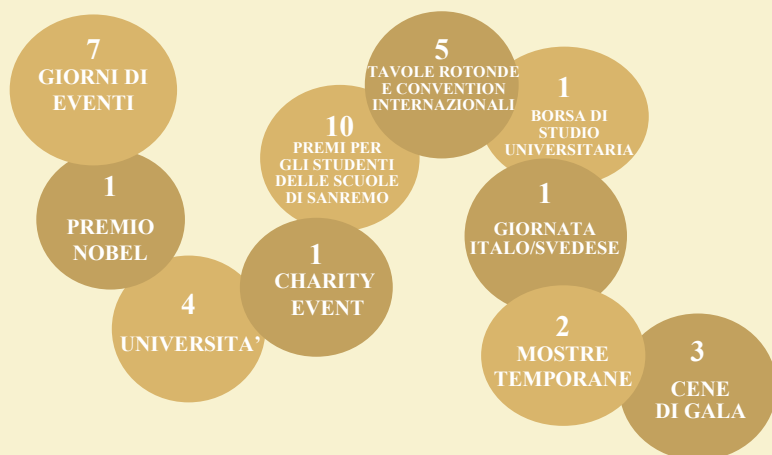 7
GIORNI DI
EVENTI
1
PREMIO
NOBEL
4
UNIVERSITA’
1
CHARITY
EVENT
10
PREMI PER
GLI STUDENTI
DELLE SCUOLE
DI SANREMO
5
TAVOLE ROTONDE
E CONVENTION
INTERNAZIONALI
1
BORSA DI
STUDIO
UNIVERSITARIA
1
GIORNATA
ITALO/SVEDESE
2
MOSTRE
TEMPORANE
3
CENE
DI GALA